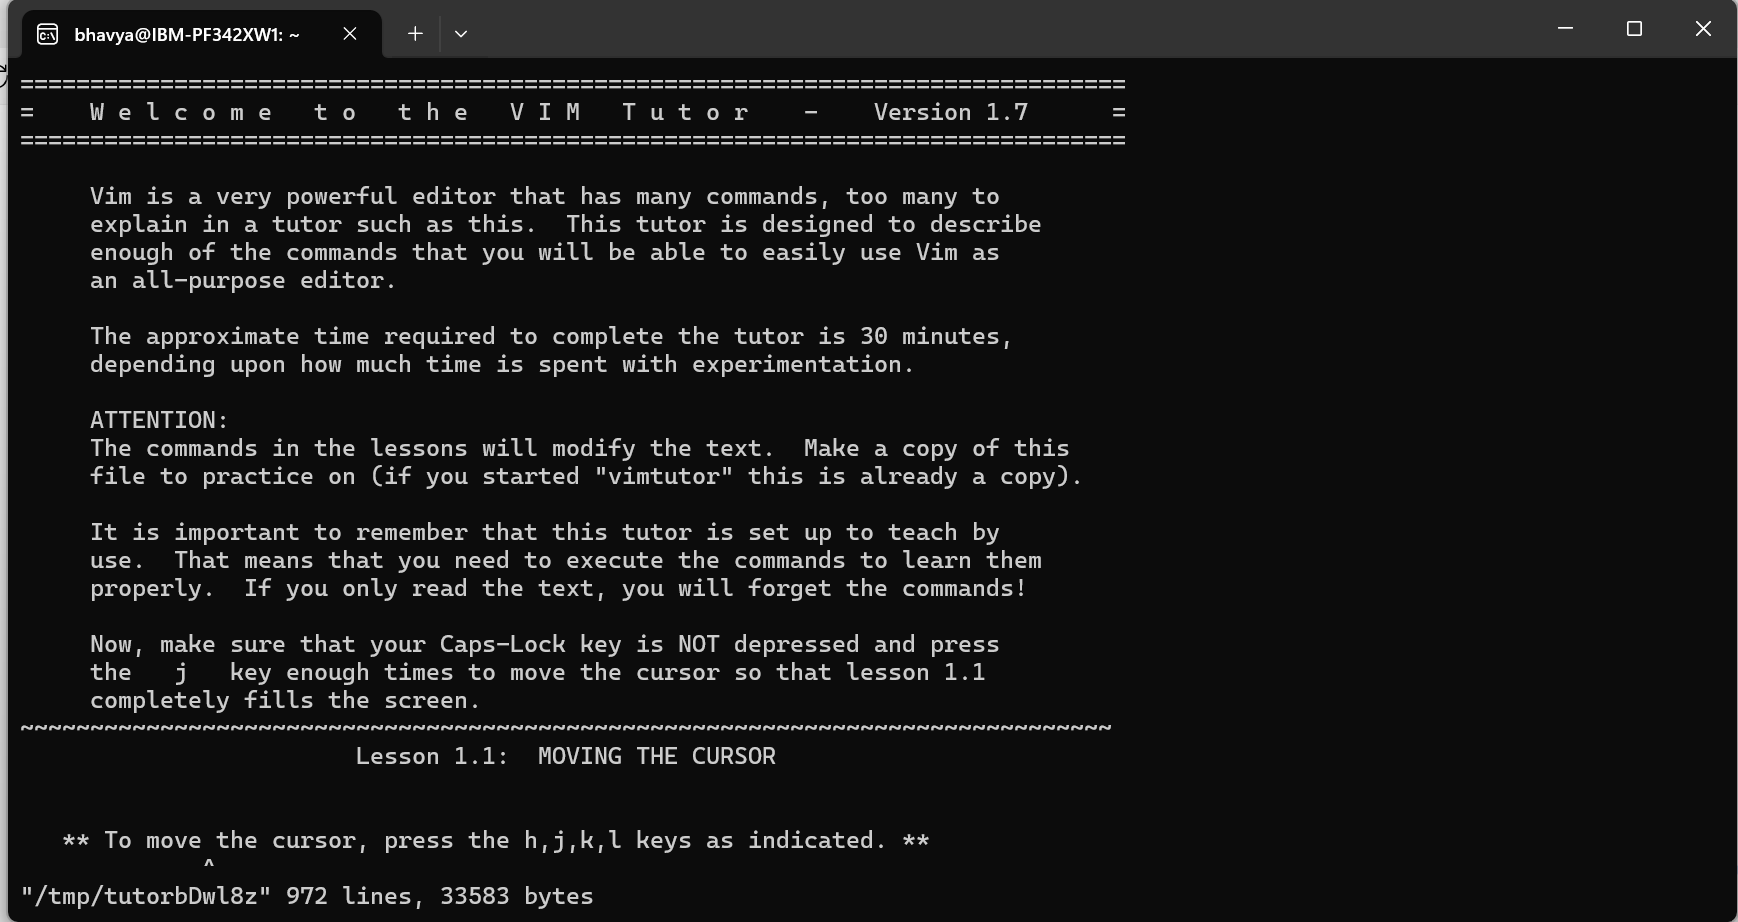 bhavya@IBM-PF342XW1: ~
========================================================================
=    W e l c o m e   t o   t h e   V I M   T u t o r    -    Version 1.7      =
========================================================================
Vim is a very powerful editor that has many commands, too many to
explain in a tutor such as this.  This tutor is designed to describe
enough of the commands that you will be able to easily use Vim as
an all-purpose editor.
The approximate time required to complete the tutor is 30 minutes,
depending upon how much time is spent with experimentation.
ATTENTION:
The commands in the lessons will modify the text.  Make a copy of this
file to practice on (if you started "vimtutor" this is already a copy).
It is important to remember that this tutor is set up to teach by
use.  That means that you need to execute the commands to learn them
properly.  If you only read the text, you will forget the commands!
Now, make sure that your Caps-Lock key is NOT depressed and press
the   j   key enough times to move the cursor so that lesson 1.1
completely fills the screen.
~~~~~~~~~~~~~~~~~~~~~~~~~~~~~~~~~~~~~~~~~~~~~~~~~~~~~~~~~~~~~~~~~~~~~~~~~~~~~~
Lesson 1.1:  MOVING THE CURSOR
** To move the cursor, press the h,j,k,l keys as indicated. **
^
"/tmp/tutorbDwl8z" 972 lines, 33583 bytes